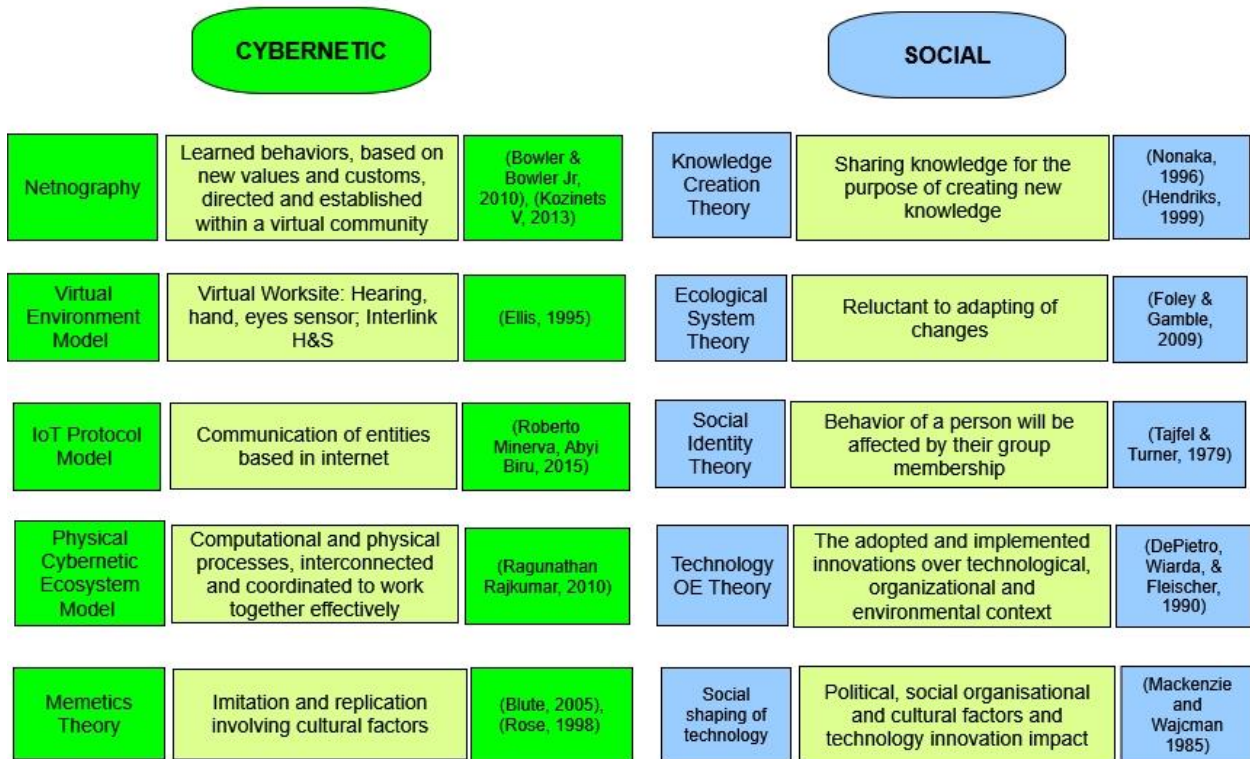 CYBERNETIC
SOCIAL
Netnography
Learned behaviors, based on
new values and customs,
directed and established
within a virtual community
(Bowler &
Bowler Jr,
2010), (Kozinets
V, 2013)
Knowledge
Creation
Theory
Sharing knowledge for the
purpose of creating new
knowledge
(Nonaka,
1996)
(Hendriks,
1999)
Virtual
Environment
Model
Virtual Worksite: Hearing,
hand, eyes sensor; Interlink
H&S
(Ellis, 1995)
Ecological
System
Theory
Reluctant to adapting of
changes
(Foley &
Gamble,
2009)
IoT Protocol
Model
Communication of entities
based in internet
(Roberto
Minerva, Abyi
Biru, 2015)
Social
Identity
Theory
Behavior of a person will be
affected by their group
membership
(Tajfel &
Turner, 1979)
Physical
Cybernetic
Ecosystem
Model
Computational and physical
processes, interconnected
and coordinated to work
together effectively
(Ragunathan
Rajkumar, 2010)
Technology
OE Theory
The adopted and implemented
innovations over technological,
organizational and
environmental context
(DePietro,
Wiarda, &
Fleischer,
1990)
Memetics
Theory
Imitation and replication
involving cultural factors
(Blute, 2005),
(Rose, 1998)
Social
shaping of
technology
Political, social organisational
and cultural factors and
technology innovation impact
(Mackenzie
and
Wajcman
1985)